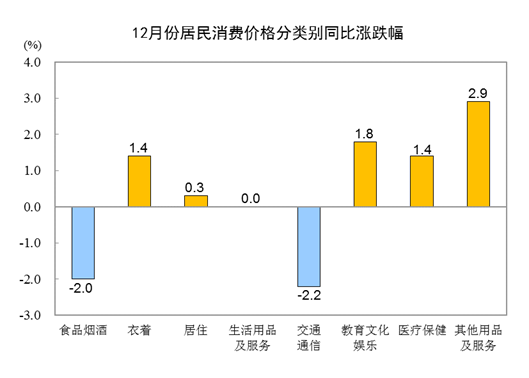 12月份居民消费价格分类别同比涨跌幅
(%)
4.0
3.0
2.0
1.0
0.0
-1.0
-2.0
-3.0
-2.0
1.4
0.3
0.0
-2.2
1.8
1.4
2.9
食品烟酒
衣着
居住
生活用品
及服务
交通
通信
教育文化
娱乐
医疗保健
其他用品
及服务